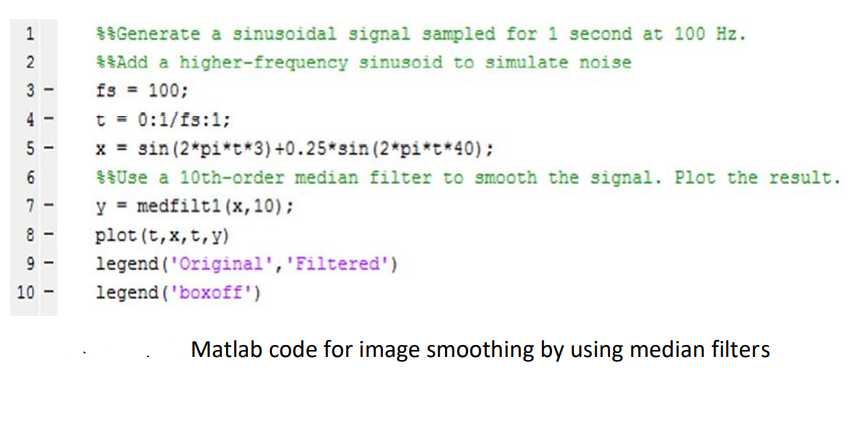 1 %%Generate a sinusoidal signal sampled for 1 second at 100 Hz.
2 %%Add a higher-frequency sinusoid to simulate noise
3 - fs = 100;
4 - t = 0:1/fs:1;
5 - x = sin(2*pi*t*3)+0.25*sin(2*pi*t*40);
6 %%Use a 10th-order median filter to smooth the signal. Plot the result.
7 - y = medfilt1(x,10);
8 - plot(t,x,t,y)
9 - legend('Original','Filtered')
10 - legend('boxoff')
Matlab code for image smoothing by using median filters